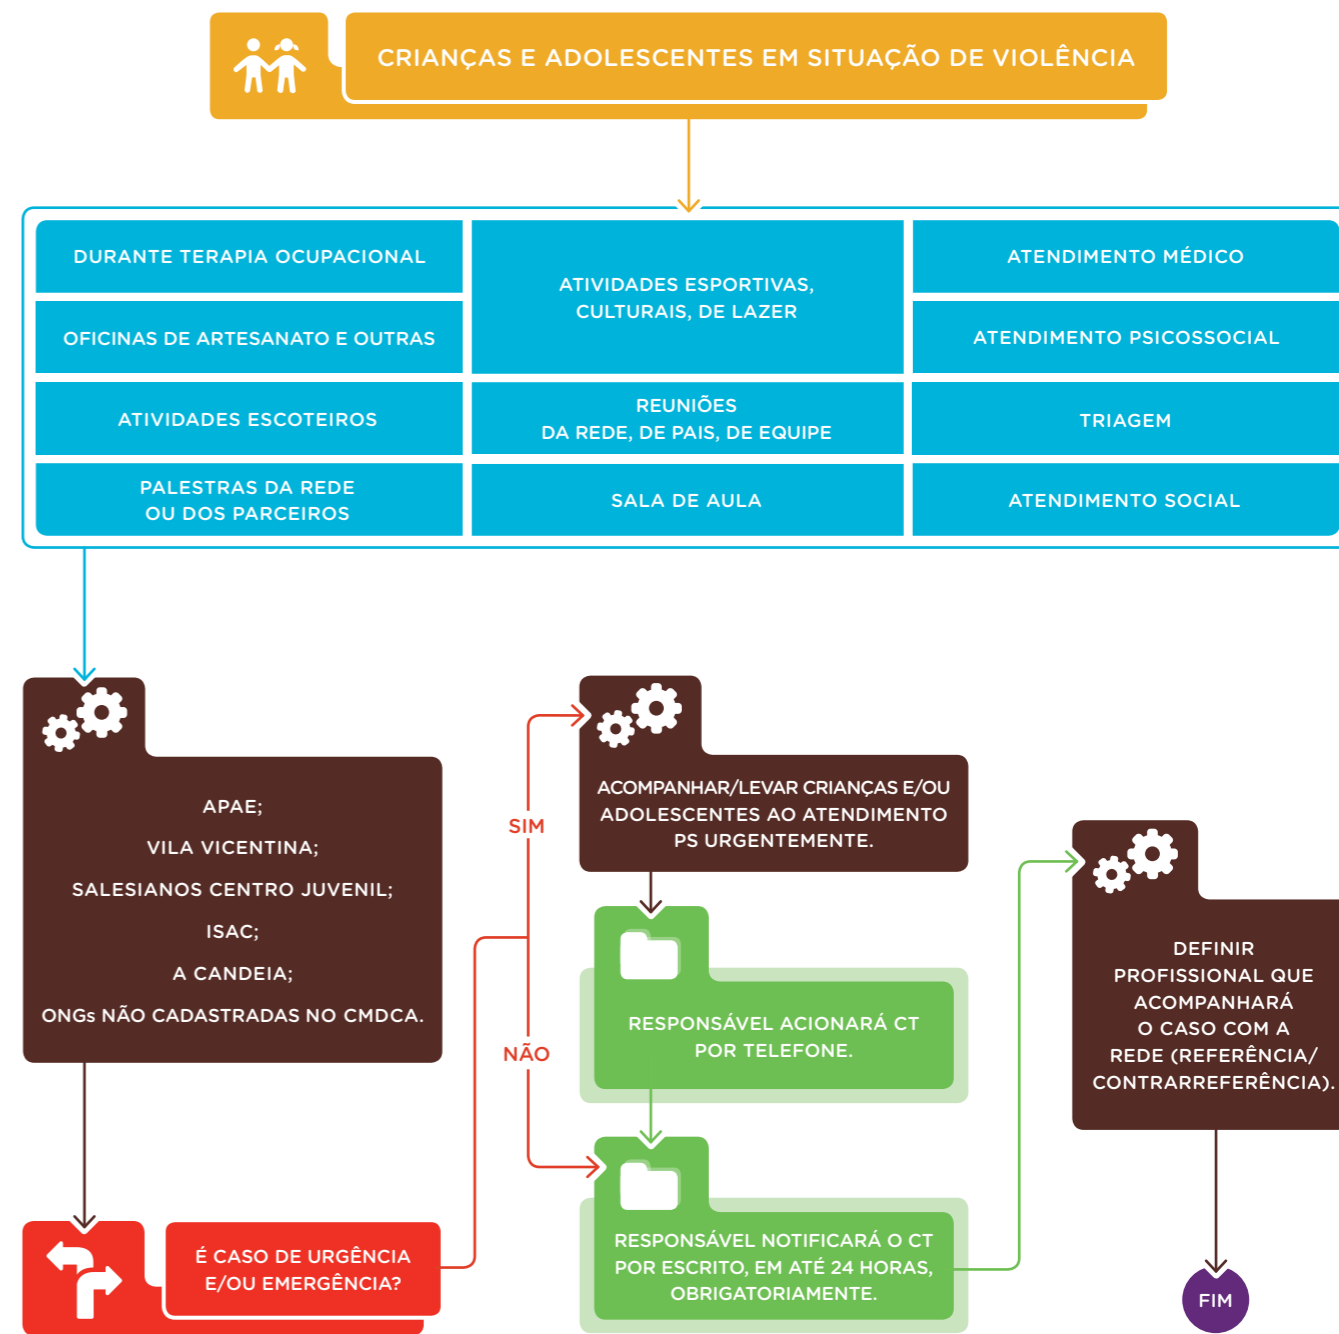 CRIANÇAS E ADOLESCENTES EM SITUAÇÃO DE VIOLÊNCIA
DURANTE TERAPIA OCUPACIONAL
OFICINAS DE ARTESANATO E OUTRAS
ATIVIDADES ESCOTEIROS
PALESTRAS DA REDE
OU DOS PARCEIROS
ATIVIDADES ESPORTIVAS,
CULTURAIS, DE LAZER
REUNIÕES
DA REDE, DE PAIS, DE EQUIPE
SALA DE AULA
ATENDIMENTO MÉDICO
ATENDIMENTO PSICOSSOCIAL
TRIAGEM
ATENDIMENTO SOCIAL
APAE;
VILA VICENTINA;
SALESIANOS CENTRO JUVENIL;
ISAC;
A CANDEIA;
ONGs NÃO CADASTRADAS NO CMDCA.
É CASO DE URGÊNCIA
E/OU EMERGÊNCIA?
SIM
NÃO
ACOMPANHAR/LEVAR CRIANÇAS E/OU
ADOLESCENTES AO ATENDIMENTO
PS URGENTEMENTE.
RESPONSÁVEL ACIONARÁ CT
POR TELEFONE.
RESPONSÁVEL NOTIFICARÁ O CT
POR ESCRITO, EM ATÉ 24 HORAS,
OBRIGATORIAMENTE.
DEFINIR
PROFISSIONAL QUE
ACOMPANHARÁ
O CASO COM A
REDE (REFERÊNCIA/
CONTRARREFERÊNCIA).
FIM